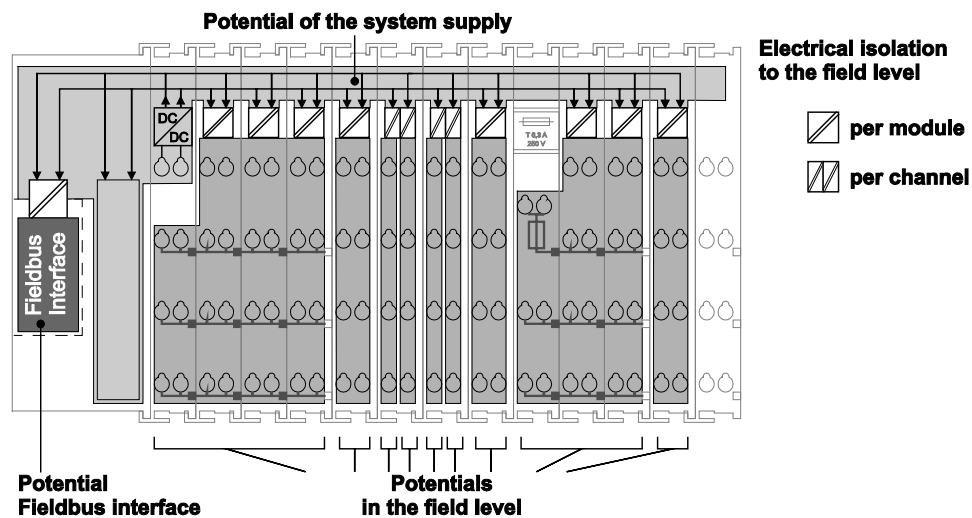 Potential of the system supply
Electrical isolation
to the field level
per module
per channel
DC
DC
T 6,3 A
250 V
Fieldbus
Interface
Potential
Fieldbus interface
Potentials
in the field level